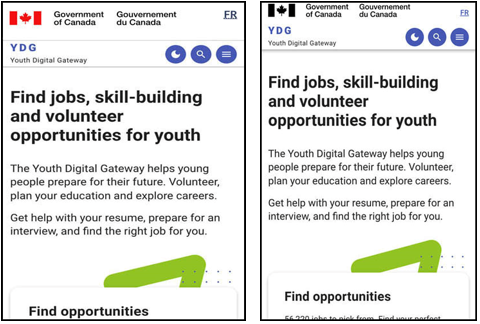 Government of Canada
Gouvernement du Canada
FR
YDG
Youth Digital Gateway
Find jobs, skill-building
and volunteer
opportunities for youth
The Youth Digital Gateway helps young
people prepare for their future. Volunteer,
plan your education and explore careers.
Get help with your resume, prepare for an
interview, and find the right job for you.
Find opportunities
Government of Canada
Gouvernement du Canada
FR
YDG
Youth Digital Gateway
Find jobs, skill-building
and volunteer
opportunities for youth
The Youth Digital Gateway helps young
people prepare for their future. Volunteer,
plan your education and explore careers.
Get help with your resume, prepare for an
interview, and find the right job for you.
Find opportunities
56,220 jobs to pick from. Find your perfect